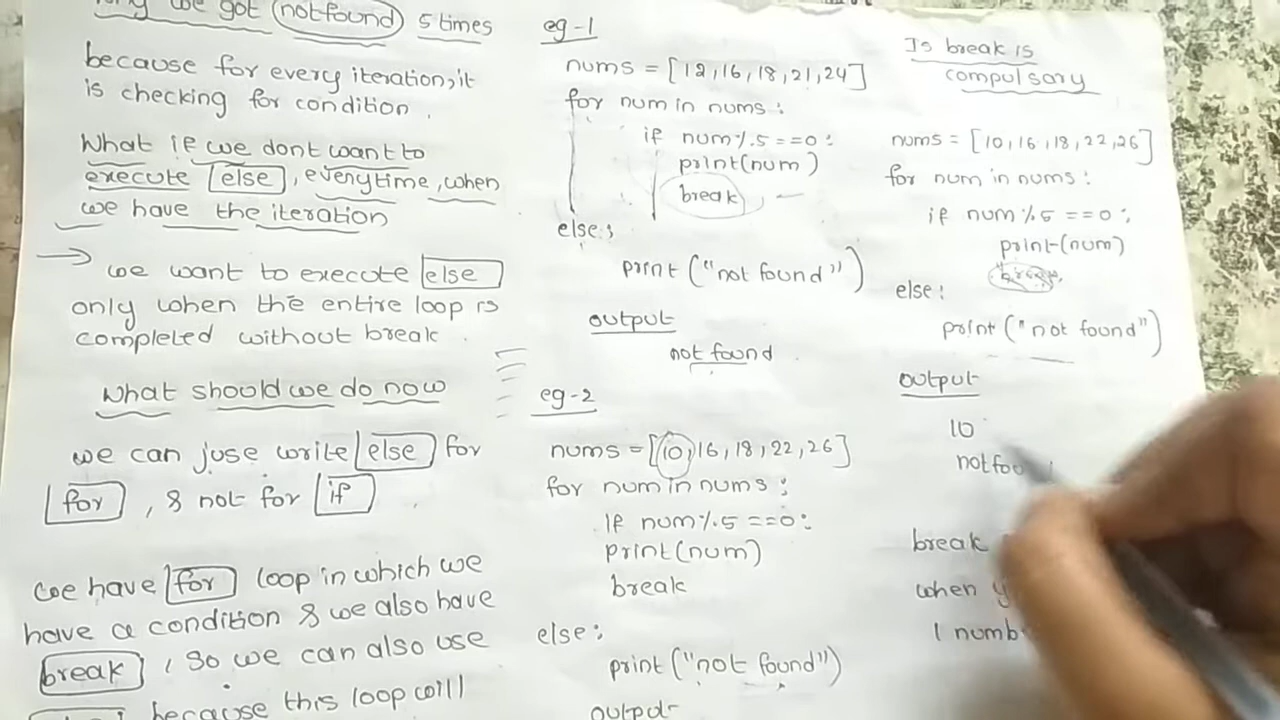 we got notfound 5 times
because for every iteration, it
is checking for condition.
What if we dont want to
execute else, everytime, when
we have the iteration
→ we want to execute else
only when the entire loop is
completed without break.
What should we do now
we can juse write else for
for, & not for if
we have for loop in which we
have a condition & we also have
break, so we can also use
because this loop will
eg-1
nums = [12,16,18,21,24]
for num in nums:
if num%5==0:
print(num)
break
else:
print("not found")
output
not found
eg-2
nums = [10,16,18,22,26]
for num in nums:
If num%5==0:
print(num)
break
else:
print("not found")
output
Is break is
compulsory
nums = [10,16,18,22,26]
for num in nums:
if num%5==0:
print(num)
else:
print("not found")
output
10
break
when
1